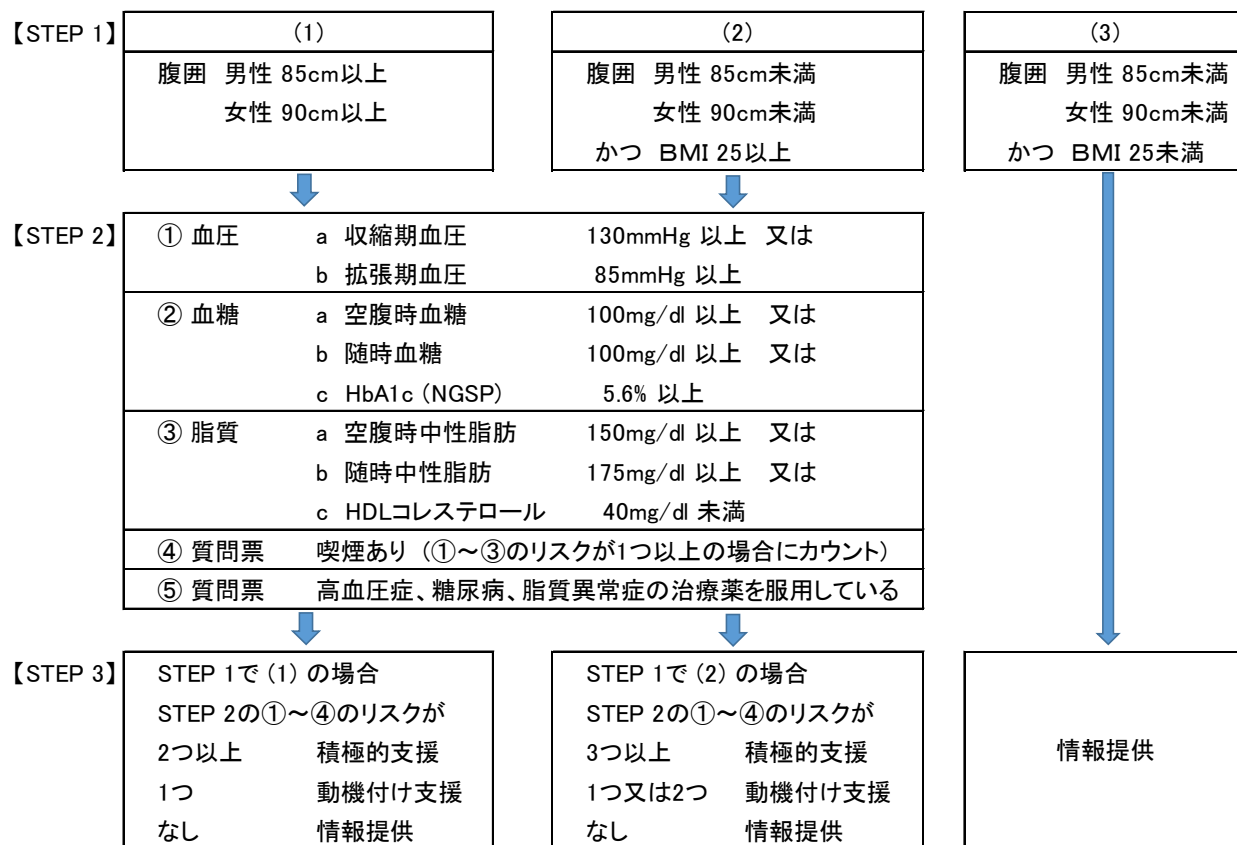 【STEP 1】
(1)
腹囲 男性 85cm以上
女性 90cm以上
(2)
腹囲 男性 85cm未満
女性 90cm未満
かつ BMI 25以上
(3)
腹囲 男性 85cm未満
女性 90cm未満
かつ BMI 25未満
【STEP 2】
① 血圧 a 収縮期血圧 130mmHg 以上 又は
b 拡張期血圧 85mmHg 以上
② 血糖 a 空腹時血糖 100mg/dl 以上 又は
b 随時血糖 100mg/dl 以上 又は
c HbA1c (NGSP) 5.6% 以上
③ 脂質 a 空腹時中性脂肪 150mg/dl 以上 又は
b 随時中性脂肪 175mg/dl 以上 又は
c HDLコレステロール 40mg/dl 未満
④ 質問票 喫煙あり (①～③のリスクが1つ以上の場合にカウント)
⑤ 質問票 高血圧症、糖尿病、脂質異常症の治療薬を服用している
【STEP 3】
STEP 1で (1) の場合
STEP 2の①～④のリスクが
2つ以上 積極的支援
1つ 動機付け支援
なし 情報提供
STEP 1で (2) の場合
STEP 2の①～④のリスクが
3つ以上 積極的支援
1つ又は2つ 動機付け支援
なし 情報提供
情報提供